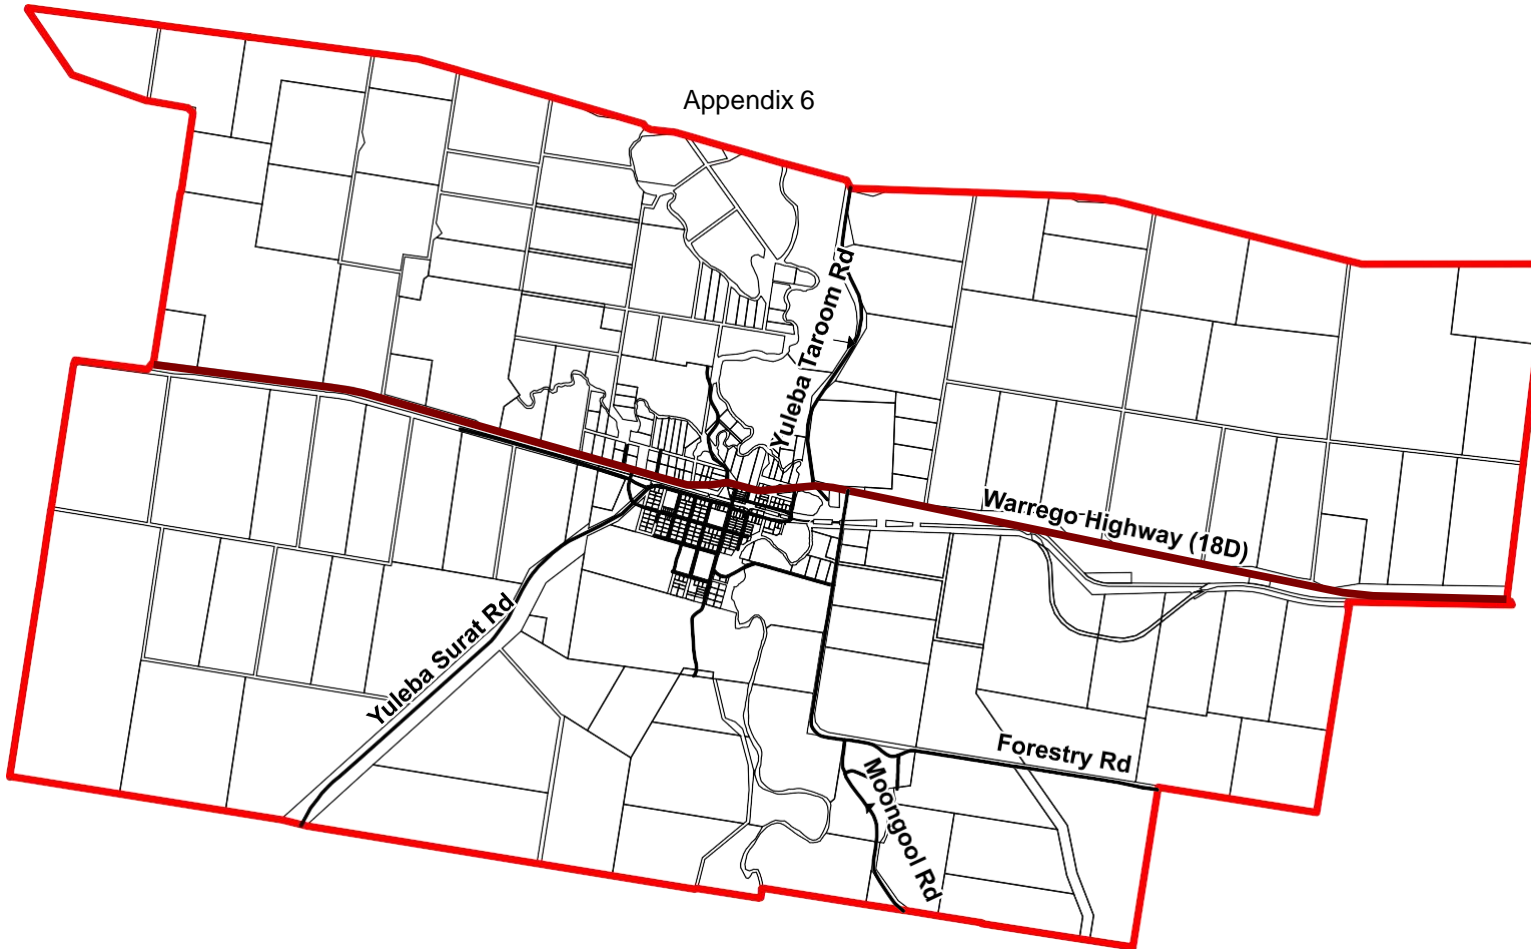 Appendix 6
Yuleba Taroom Rd
Warrego Highway (18D)
Yuleba Surat Rd
Forestry Rd
Moongool Rd